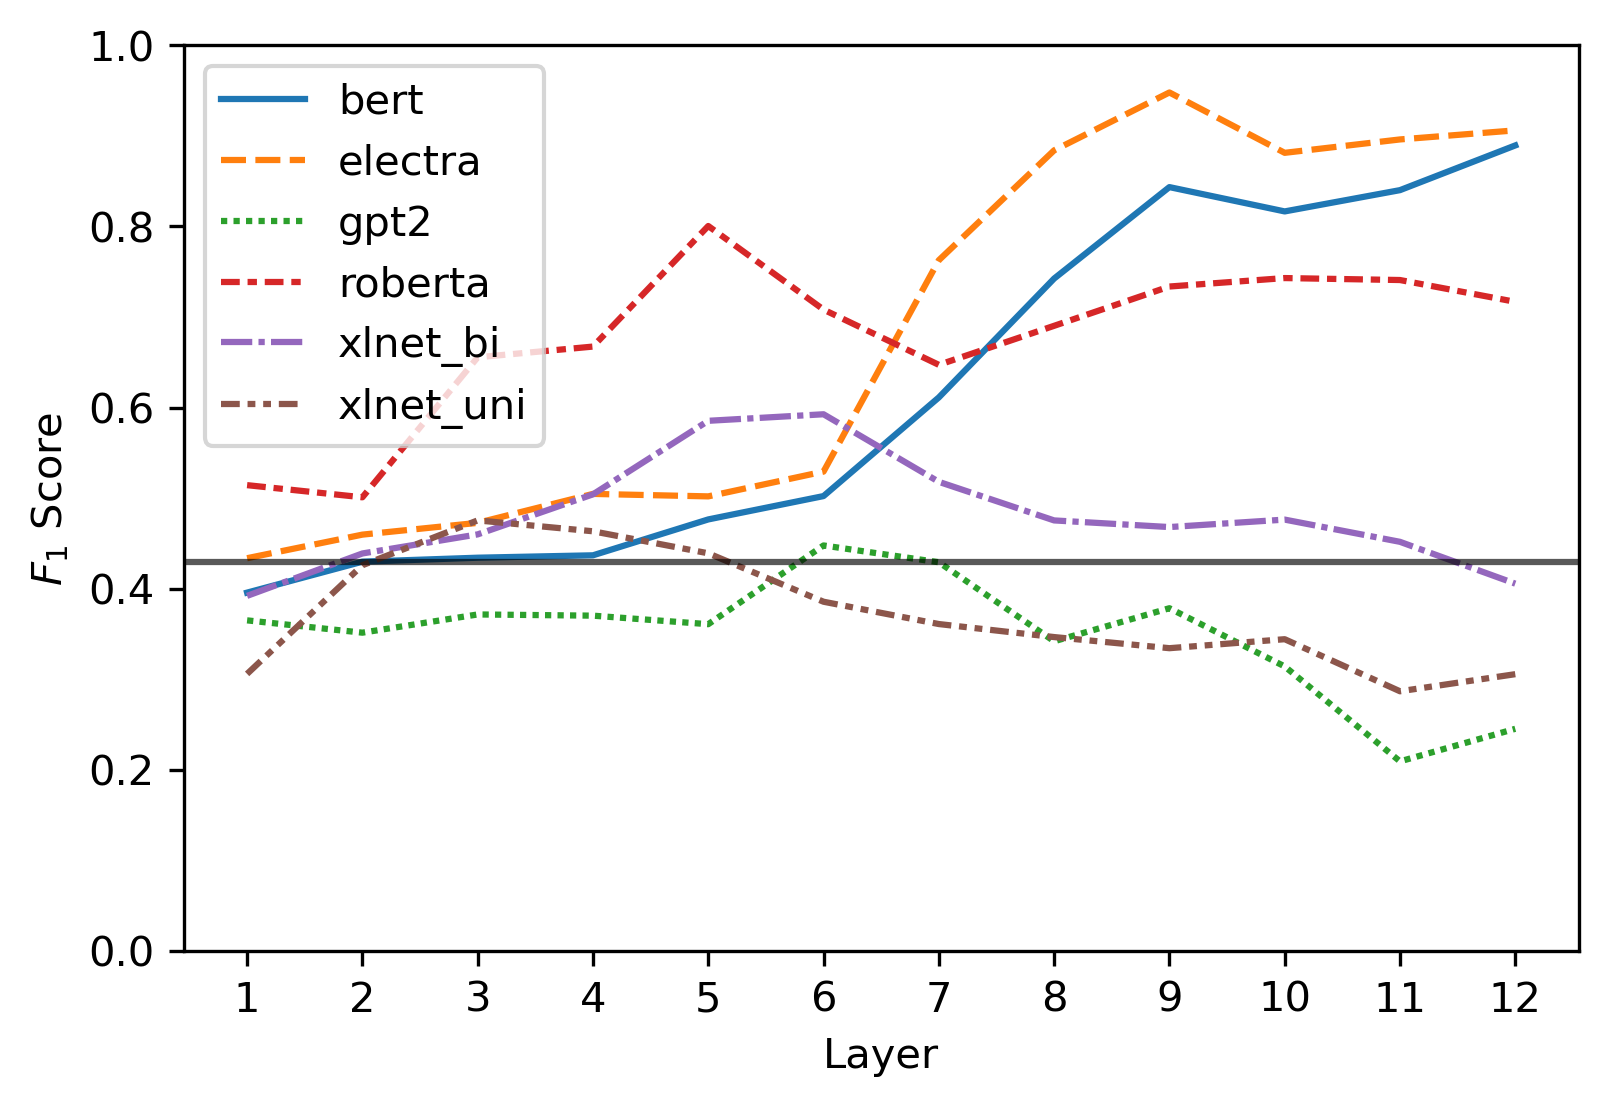 1.0
0.8
0.6
0.4
0.2
0.0
F1 Score
bert
electra
gpt2
roberta
xlnet_bi
xlnet_uni
1 2 3 4 5 6 7 8 9 10 11 12
Layer